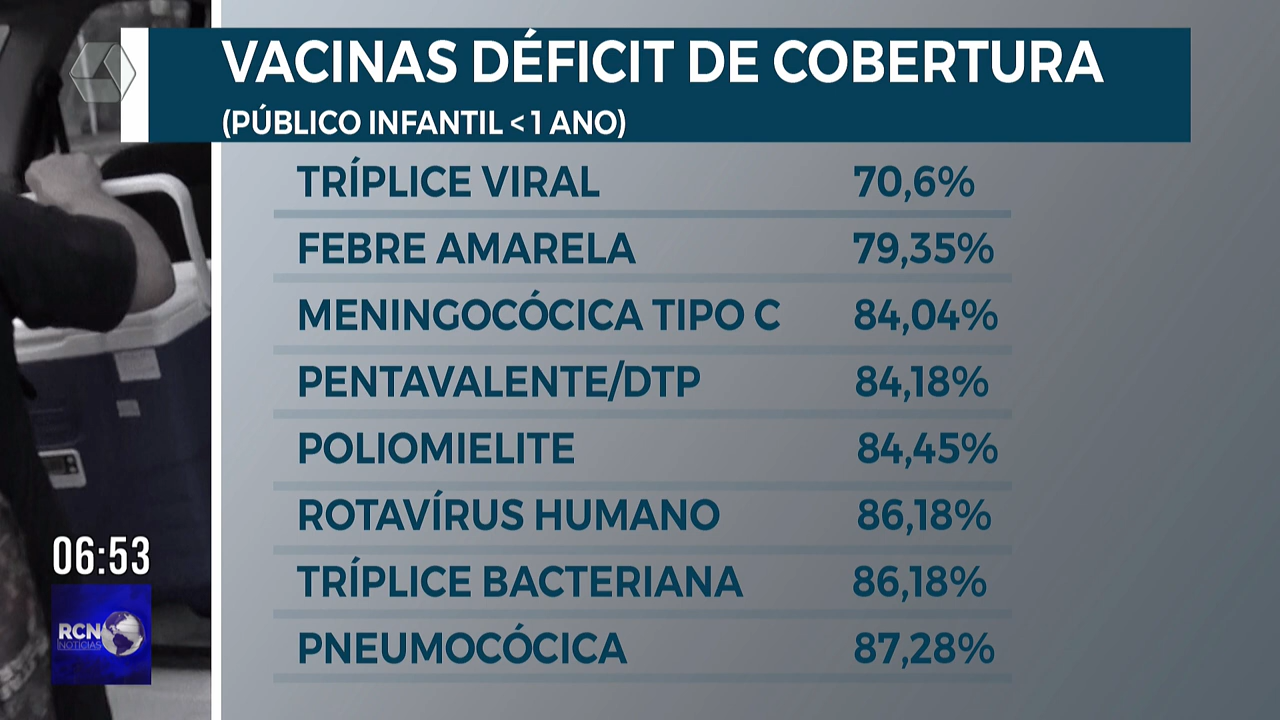 VACINAS DÉFICIT DE COBERTURA
(PÚBLICO INFANTIL < 1 ANO)
TRÍPLICE VIRAL 70,6%
FEBRE AMARELA 79,35%
MENINGOCÓCICA TIPO C 84,04%
PENTAVALENTE/DTP 84,18%
POLIOMIELITE 84,45%
ROTAVÍRUS HUMANO 86,18%
TRÍPLICE BACTERIANA 86,18%
PNEUMOCÓCICA 87,28%
06:53
RCN
NOTÍCIAS